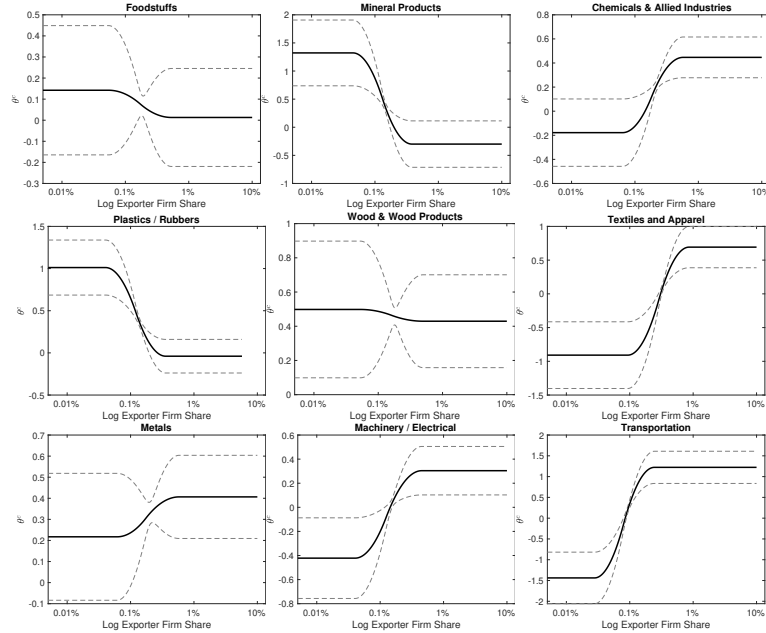 Foodstuffs
0.5
0.4
0.3
0.2
0.1
0
-0.1
-0.2
-0.3
θᶜ
0.01% 0.1% 1% 10%
Log Exporter Firm Share
Mineral Products
2
1.5
1
0.5
0
-0.5
-1
θᶜ
0.01% 0.1% 1% 10%
Log Exporter Firm Share
Chemicals & Allied Industries
0.8
0.6
0.4
0.2
0
-0.2
-0.4
-0.6
θᶜ
0.01% 0.1% 1% 10%
Log Exporter Firm Share
Plastics / Rubbers
1.5
1
0.5
0
-0.5
θᶜ
0.01% 0.1% 1% 10%
Log Exporter Firm Share
Wood & Wood Products
1
0.8
0.6
0.4
0.2
0
θᶜ
0.01% 0.1% 1% 10%
Log Exporter Firm Share
Textiles and Apparel
1
0.5
0
-0.5
-1
-1.5
θᶜ
0.01% 0.1% 1% 10%
Log Exporter Firm Share
Metals
0.7
0.6
0.5
0.4
0.3
0.2
0.1
0
-0.1
θᶜ
0.01% 0.1% 1% 10%
Log Exporter Firm Share
Machinery / Electrical
0.6
0.4
0.2
0
-0.2
-0.4
-0.6
-0.8
θᶜ
0.01% 0.1% 1% 10%
Log Exporter Firm Share
Transportation
2
1.5
1
0.5
0
-0.5
-1
-1.5
-2
θᶜ
0.01% 0.1% 1% 10%
Log Exporter Firm Share